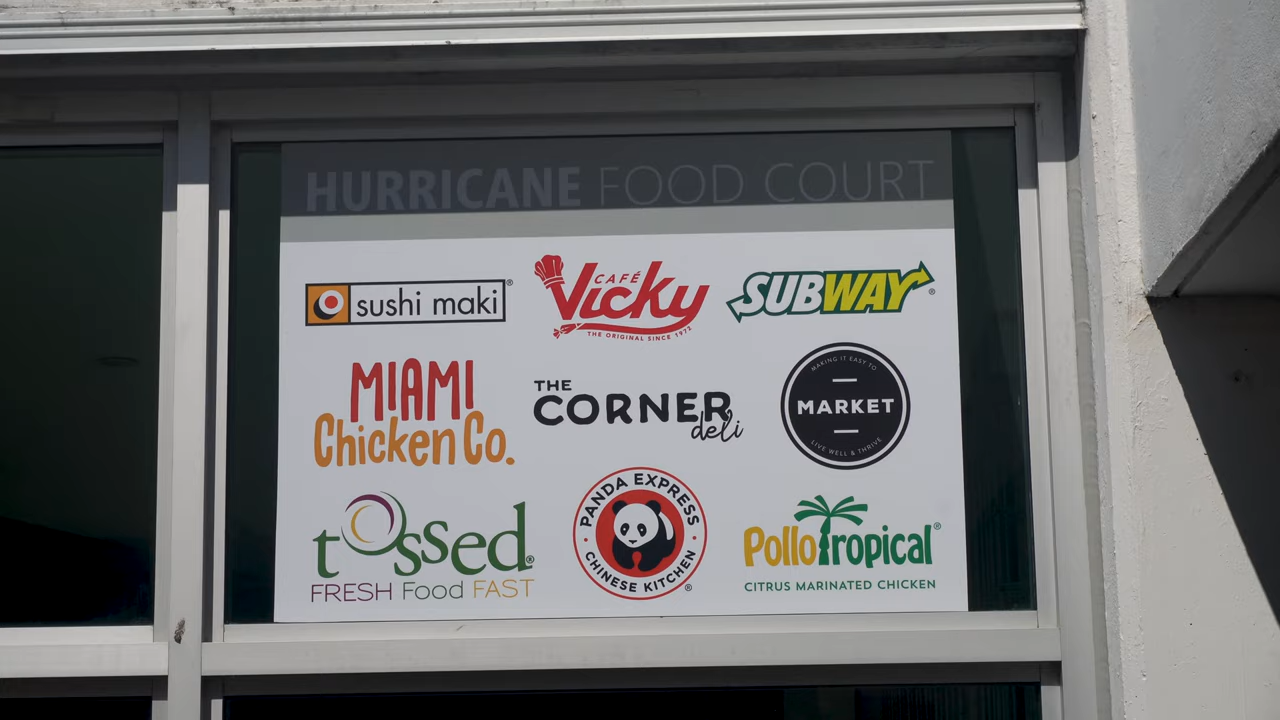 HURRICANE FOOD COURT
sushi maki®
CAFÉ
Vicky
THE ORIGINAL SINCE 1972
SUBWAY®
MIAMI
Chicken Co.
THE
CORNER
deli
MAKING IT EASY TO
MARKET
LIVE WELL & THRIVE
tossed®
FRESH Food FAST
PANDA EXPRESS
CHINESE KITCHEN
®
PolloTropical®
CITRUS MARINATED CHICKEN